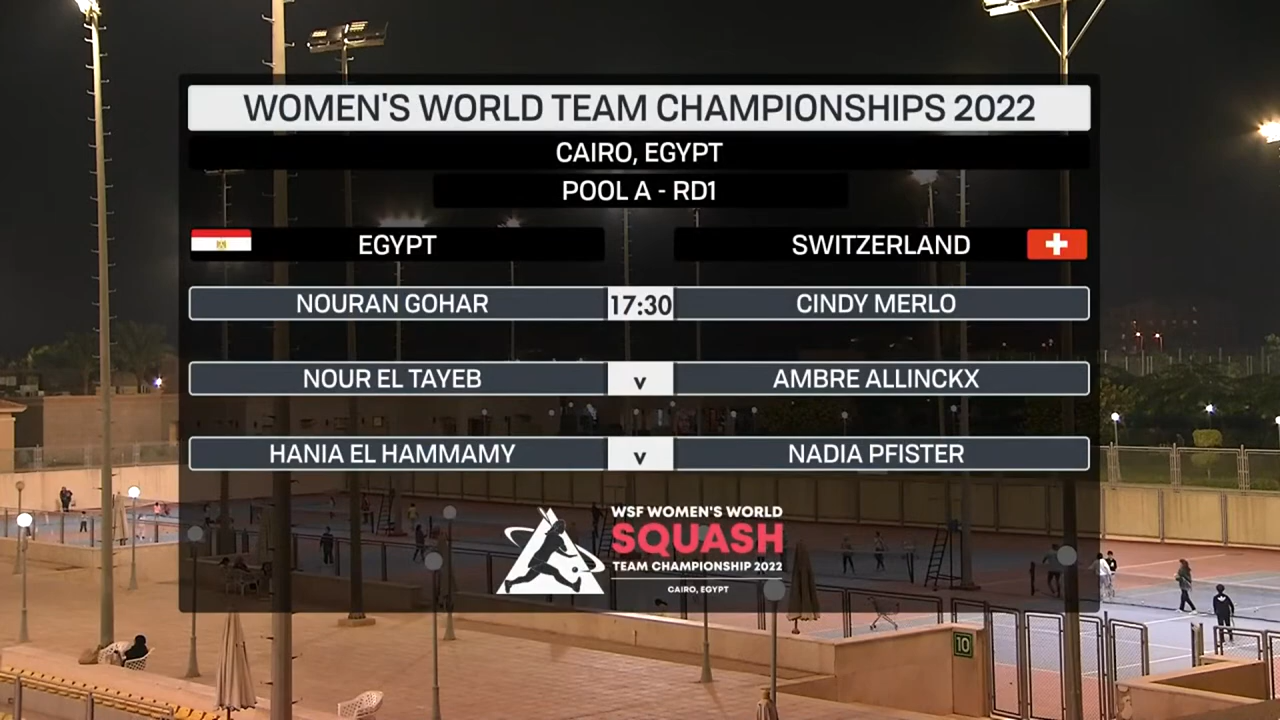 WOMEN'S WORLD TEAM CHAMPIONSHIPS 2022
CAIRO, EGYPT
POOL A - RD1
EGYPT SWITZERLAND
NOURAN GOHAR 17:30 CINDY MERLO
NOUR EL TAYEB v AMBRE ALLINCKX
HANIA EL HAMMAMY v NADIA PFISTER
WSF WOMEN'S WORLD
SQUASH
TEAM CHAMPIONSHIP 2022
CAIRO, EGYPT
10